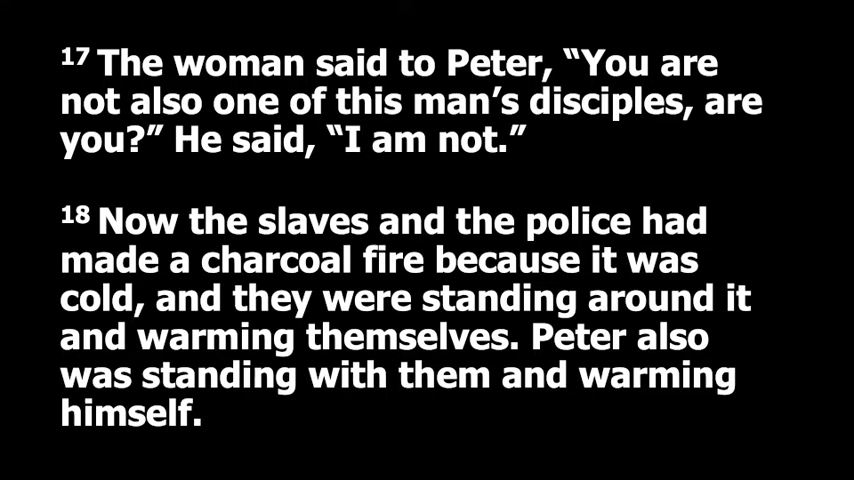 17 The woman said to Peter, “You are
not also one of this man’s disciples, are
you?” He said, “I am not.”
18 Now the slaves and the police had
made a charcoal fire because it was
cold, and they were standing around it
and warming themselves. Peter also
was standing with them and warming
himself.